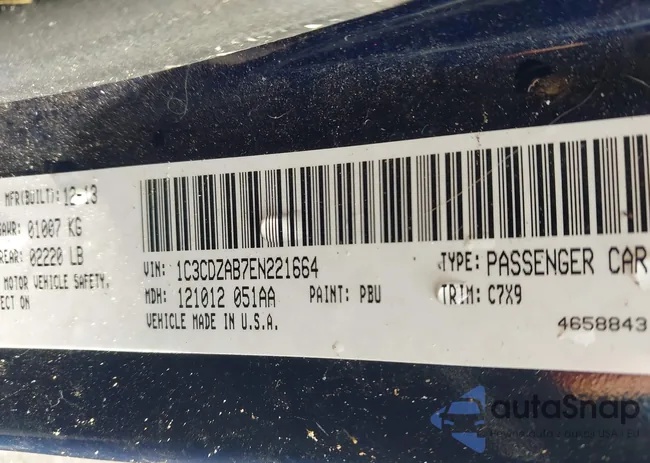 MFR(BUILT): 12-13
GAWR: 01007 KG
REAR: 02220 LB
MOTOR VEHICLE SAFETY,
ECT ON
VIN: 1C3CDZAB7EN221664
TYPE: PASSENGER CAR
MDH: 121012 051AA
PAINT: PBU
TRIM: C7X9
VEHICLE MADE IN U.S.A.
4658843
autaSnap